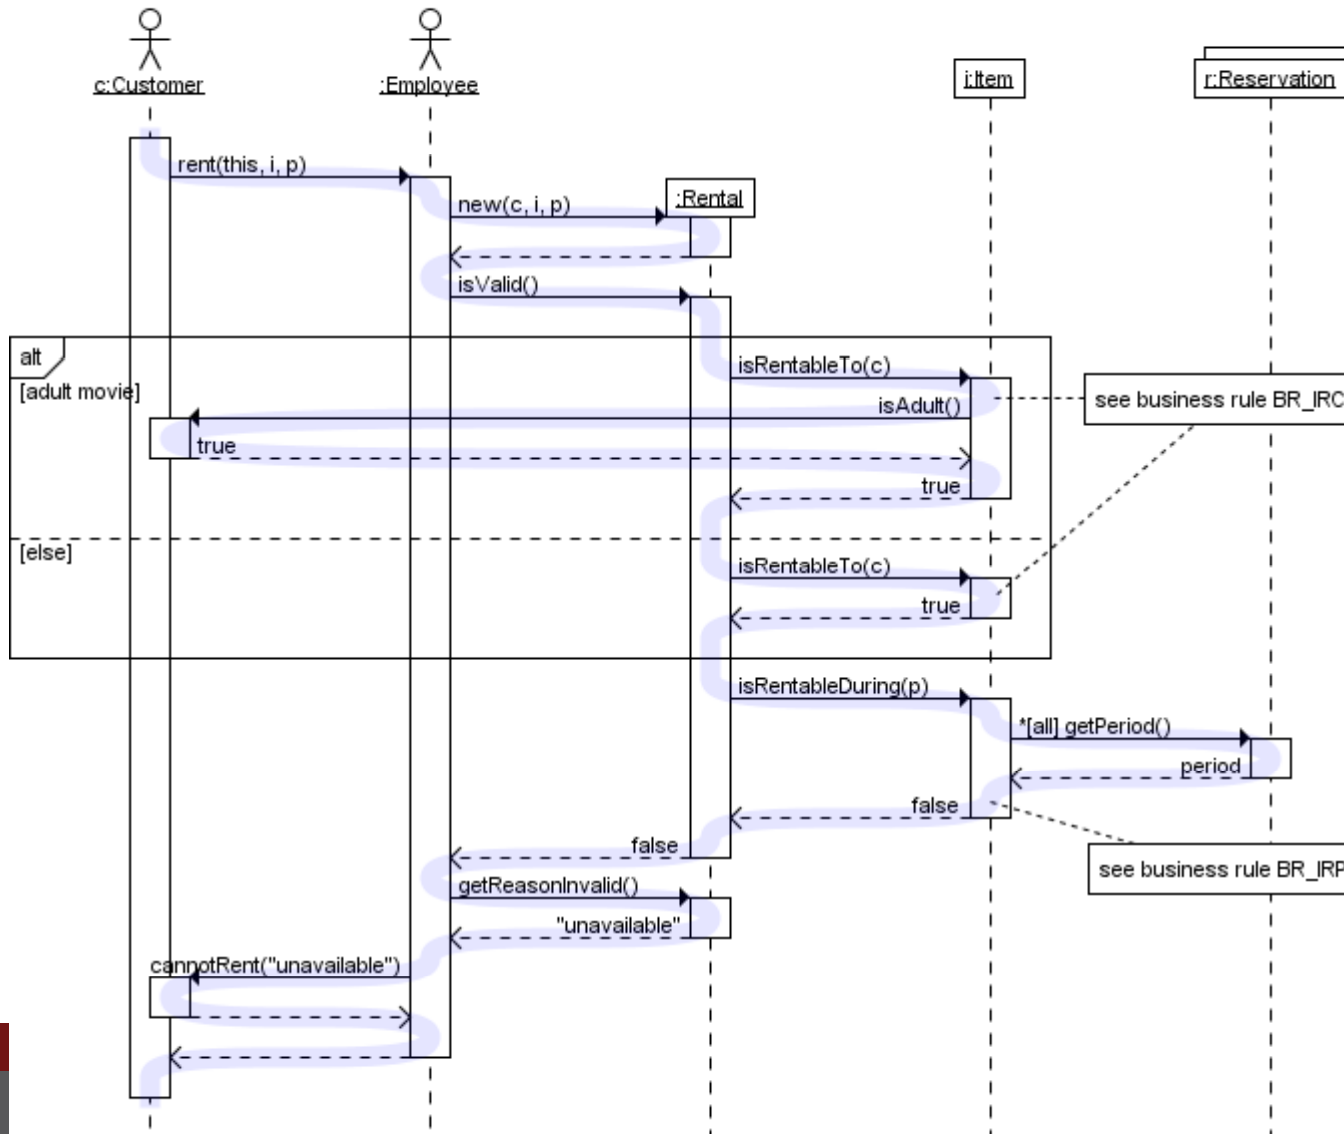 c:Customer
:Employee
i:Item
r:Reservation
rent(this, i, p)
:Rental
new(c, i, p)
isValid()
alt
isRentableTo(c)
[adult movie]
see business rule BR_IRC
isAdult()
true
true
[else]
isRentableTo(c)
true
isRentableDuring(p)
*[all] getPeriod()
period
false
false
see business rule BR_IRP
getReasonInvalid()
"unavailable"
cannotRent("unavailable")